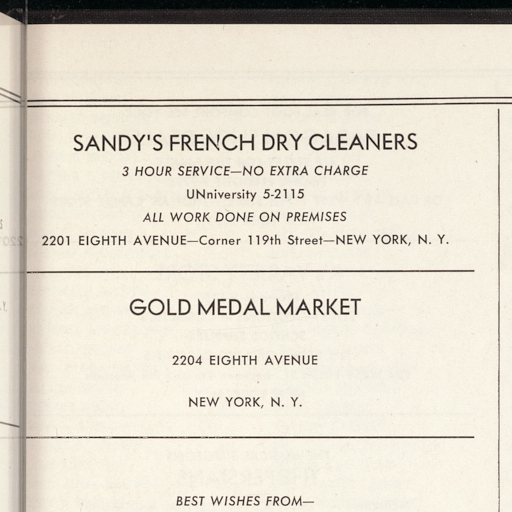 SANDY'S FRENCH DRY CLEANERS
3 HOUR SERVICE—NO EXTRA CHARGE
UNniversity 5-2115
ALL WORK DONE ON PREMISES
2201 EIGHTH AVENUE—Corner 119th Street—NEW YORK, N. Y.
GOLD MEDAL MARKET
2204 EIGHTH AVENUE
NEW YORK, N. Y.
BEST WISHES FROM—